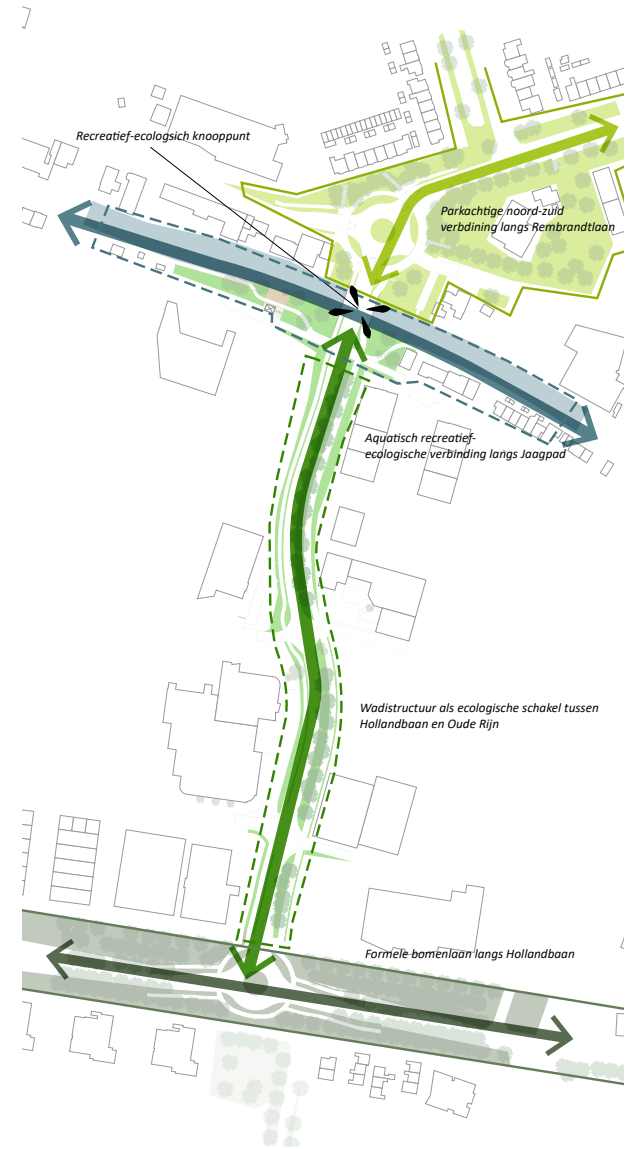 Recreatief-ecologsich knooppunt
Parkachtige noord-zuid
verbdining langs Rembrandtlaan
Aquatisch recreatief-
ecologische verbinding langs Jaagpad
Wadistructuur als ecologische schakel tussen
Hollandbaan en Oude Rijn
Formele bomenlaan langs Hollandbaan